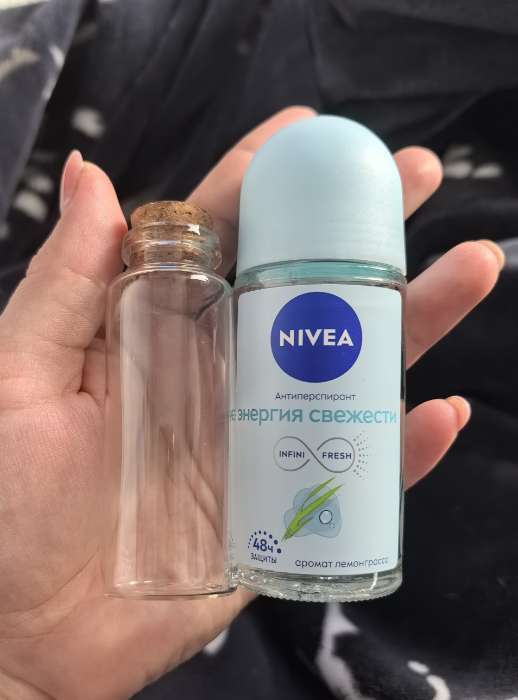 NIVEA
Антиперспирант
энергия свежести
INFINI FRESH
48ч
ЗАЩИТЫ
аромат лемонграсса